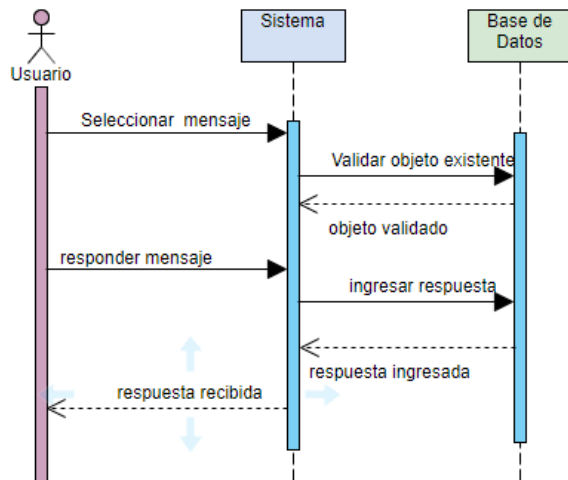 Usuario
Sistema
Base de
Datos
Seleccionar mensaje
Validar objeto existente
objeto validado
responder mensaje
ingresar respuesta
respuesta ingresada
respuesta recibida